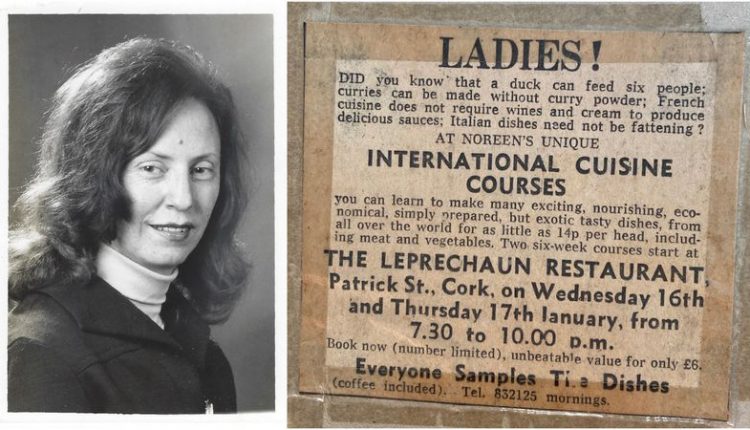 LADIES!
DID you know that a duck can feed six people;
curries can be made without curry powder; French
cuisine does not require wines and cream to produce
delicious sauces; Italian dishes need not be fattening?
AT NOREEN'S UNIQUE
INTERNATIONAL CUISINE
COURSES
you can learn to make many exciting, nourishing, eco-
nomical, simply prepared, but exotic tasty dishes, from
all over the world for as little as 14p per head, includ-
ing meat and vegetables. Two six-week courses start at
THE LEPRECHAUN RESTAURANT,
Patrick St., Cork, on Wednesday 16th
and Thursday 17th January, from
7.30 to 10.00 p.m.
Book now (number limited), unbeatable value for only £6.
Everyone Samples Dishes
(coffee included). Tel. 832125 mornings.